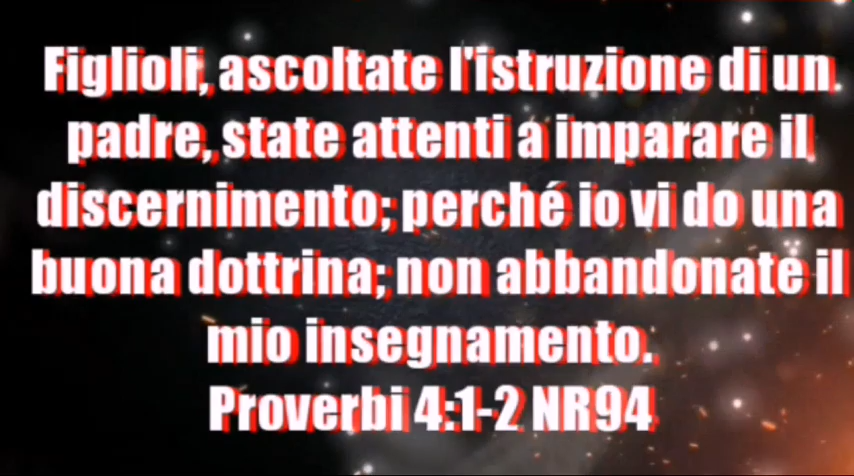 Figlioli, ascoltate l'istruzione di un
padre, state attenti a imparare il
discernimento; perché io vi do una
buona dottrina; non abbandonate il
mio insegnamento.
Proverbi 4:1-2 NR94